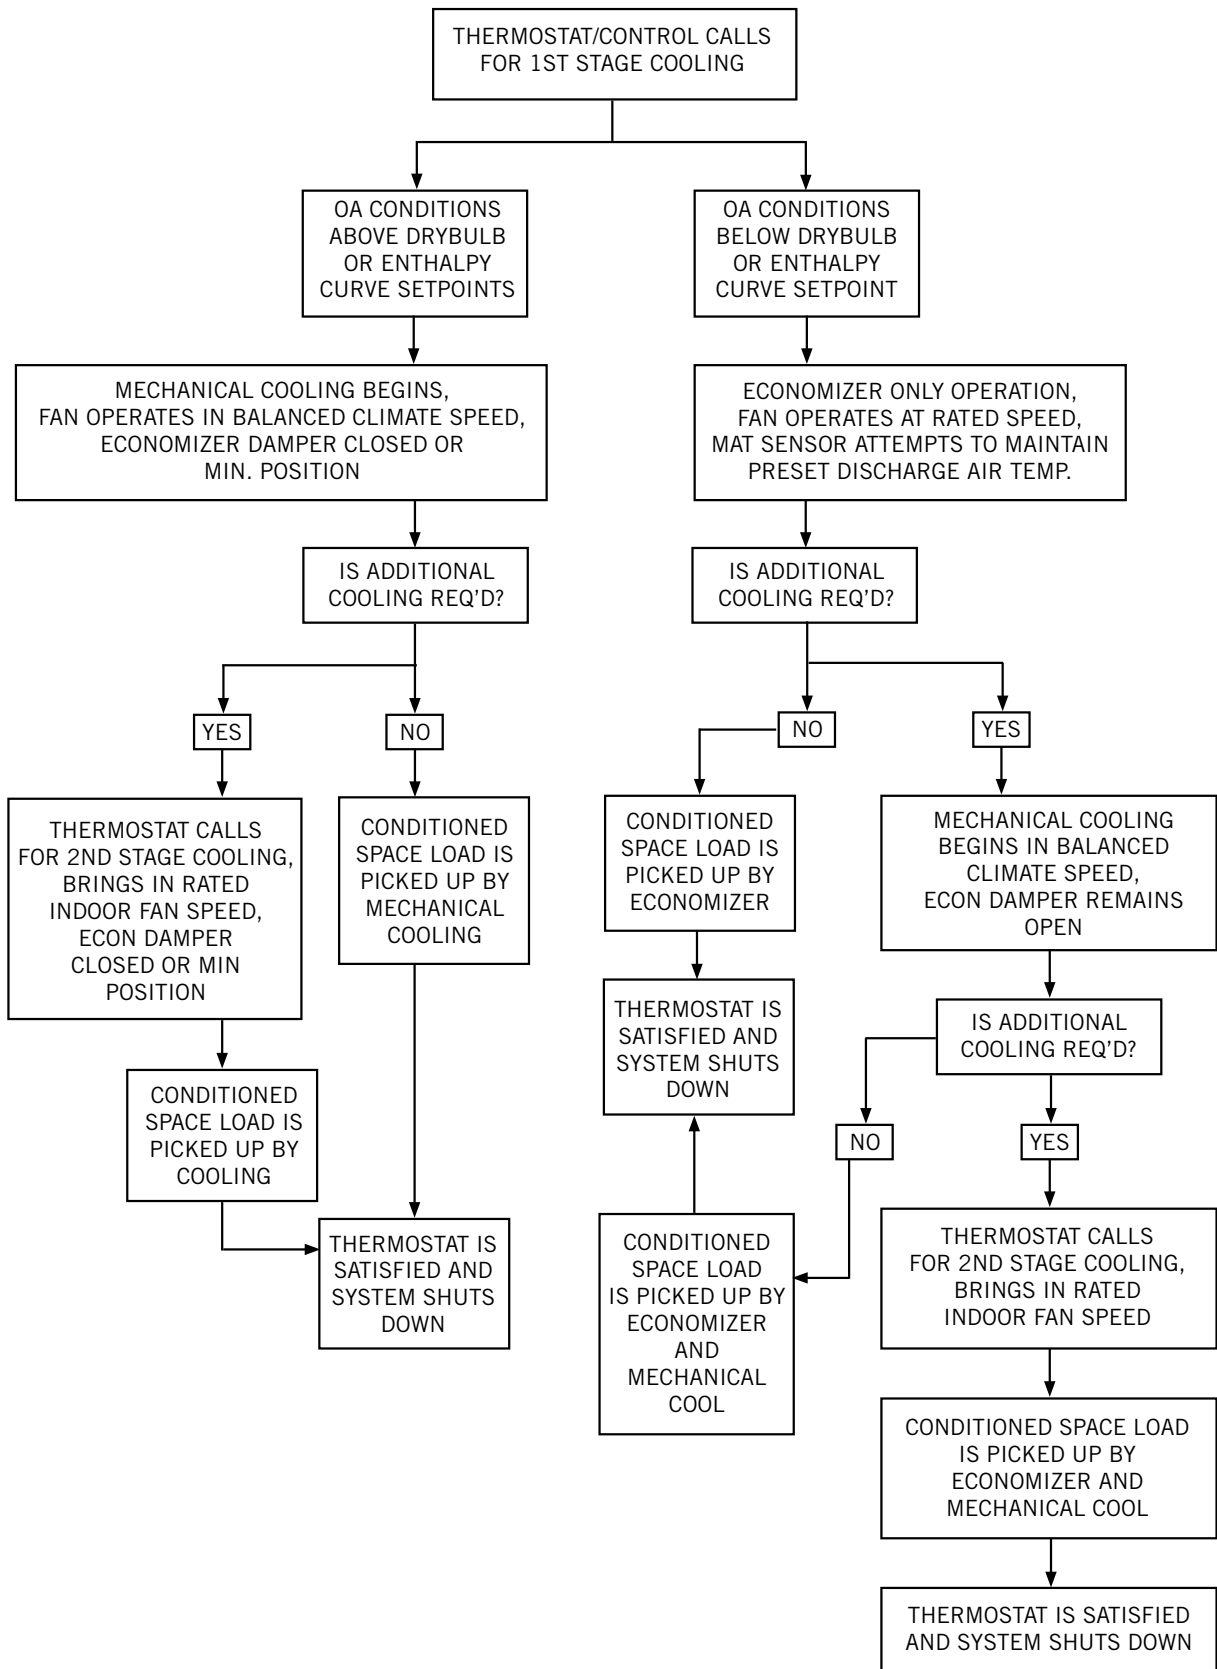 THERMOSTAT/CONTROL CALLS
FOR 1ST STAGE COOLING
OA CONDITIONS
ABOVE DRYBULB
OR ENTHALPY
CURVE SETPOINTS
OA CONDITIONS
BELOW DRYBULB
OR ENTHALPY
CURVE SETPOINT
MECHANICAL COOLING BEGINS,
FAN OPERATES IN BALANCED CLIMATE SPEED,
ECONOMIZER DAMPER CLOSED OR
MIN. POSITION
ECONOMIZER ONLY OPERATION,
FAN OPERATES AT RATED SPEED,
MAT SENSOR ATTEMPTS TO MAINTAIN
PRESET DISCHARGE AIR TEMP.
IS ADDITIONAL
COOLING REQ'D?
IS ADDITIONAL
COOLING REQ'D?
YES
NO
NO
YES
THERMOSTAT CALLS
FOR 2ND STAGE COOLING,
BRINGS IN RATED
INDOOR FAN SPEED,
ECON DAMPER
CLOSED OR MIN
POSITION
CONDITIONED
SPACE LOAD IS
PICKED UP BY
MECHANICAL
COOLING
CONDITIONED
SPACE LOAD IS
PICKED UP BY
ECONOMIZER
MECHANICAL COOLING
BEGINS IN BALANCED
CLIMATE SPEED,
ECON DAMPER REMAINS
OPEN
THERMOSTAT IS
SATISFIED AND
SYSTEM SHUTS
DOWN
IS ADDITIONAL
COOLING REQ'D?
CONDITIONED
SPACE LOAD IS
PICKED UP BY
COOLING
NO
YES
THERMOSTAT IS
SATISFIED AND
SYSTEM SHUTS
DOWN
CONDITIONED
SPACE LOAD
IS PICKED UP BY
ECONOMIZER
AND
MECHANICAL
COOL
THERMOSTAT CALLS
FOR 2ND STAGE COOLING,
BRINGS IN RATED
INDOOR FAN SPEED
CONDITIONED SPACE LOAD
IS PICKED UP BY
ECONOMIZER AND
MECHANICAL COOL
THERMOSTAT IS SATISFIED
AND SYSTEM SHUTS DOWN